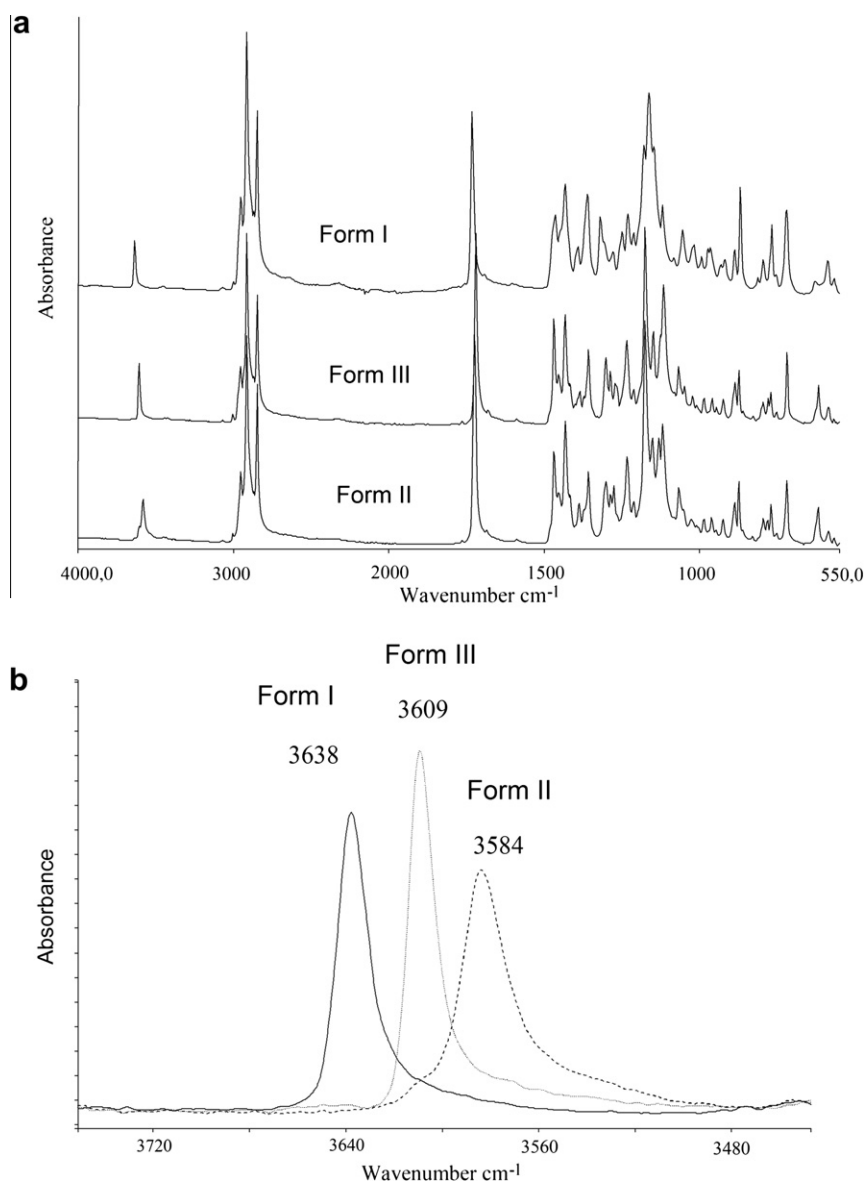 a
Absorbance
Form I
Form III
Form II
4000,0 3000 2000 1500 1000 550,0
Wavenumber cm-1
b
Form III
Form I
3609
3638
Form II
3584
Absorbance
3720 3640 3560 3480
Wavenumber cm-1